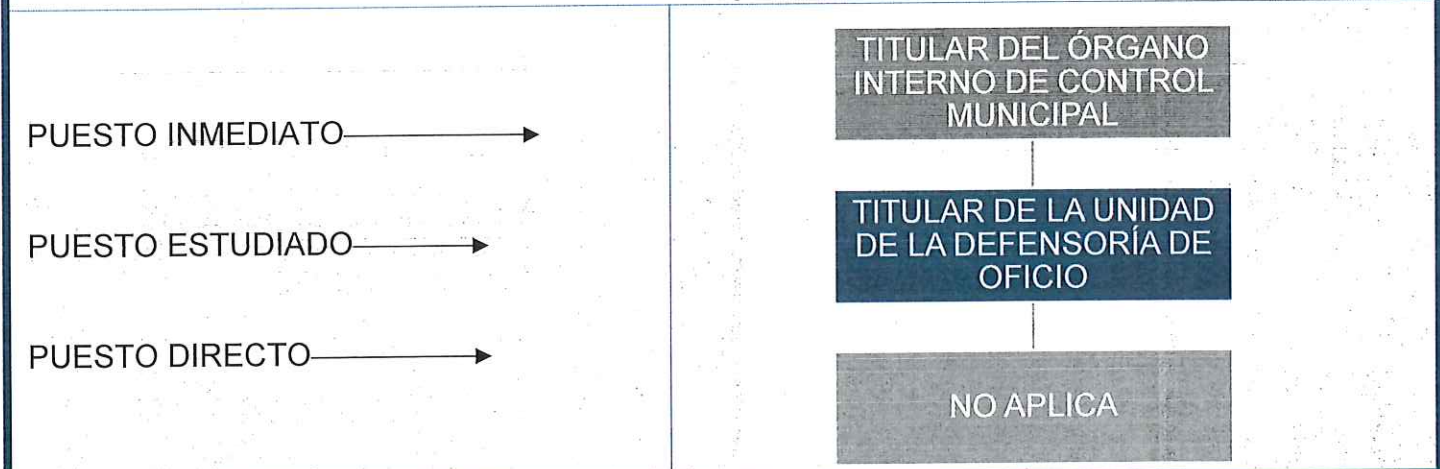 PUESTO INMEDIATO
PUESTO ESTUDIADO
PUESTO DIRECTO
TITULAR DEL ÓRGANO
INTERNO DE CONTROL
MUNICIPAL
TITULAR DE LA UNIDAD
DE LA DEFENSORÍA DE
OFICIO
NO APLICA